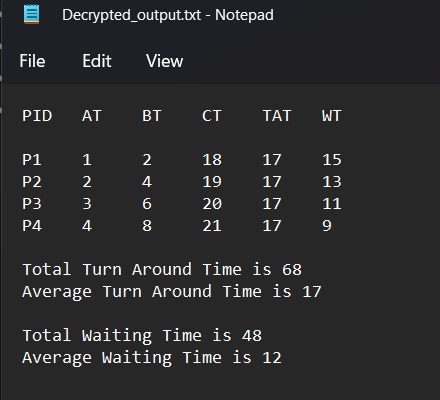 Decrypted_output.txt - Notepad
File Edit View
PID AT BT CT TAT WT
P1 1 2 18 17 15
P2 2 4 19 17 13
P3 3 6 20 17 11
P4 4 8 21 17 9
Total Turn Around Time is 68
Average Turn Around Time is 17
Total Waiting Time is 48
Average Waiting Time is 12